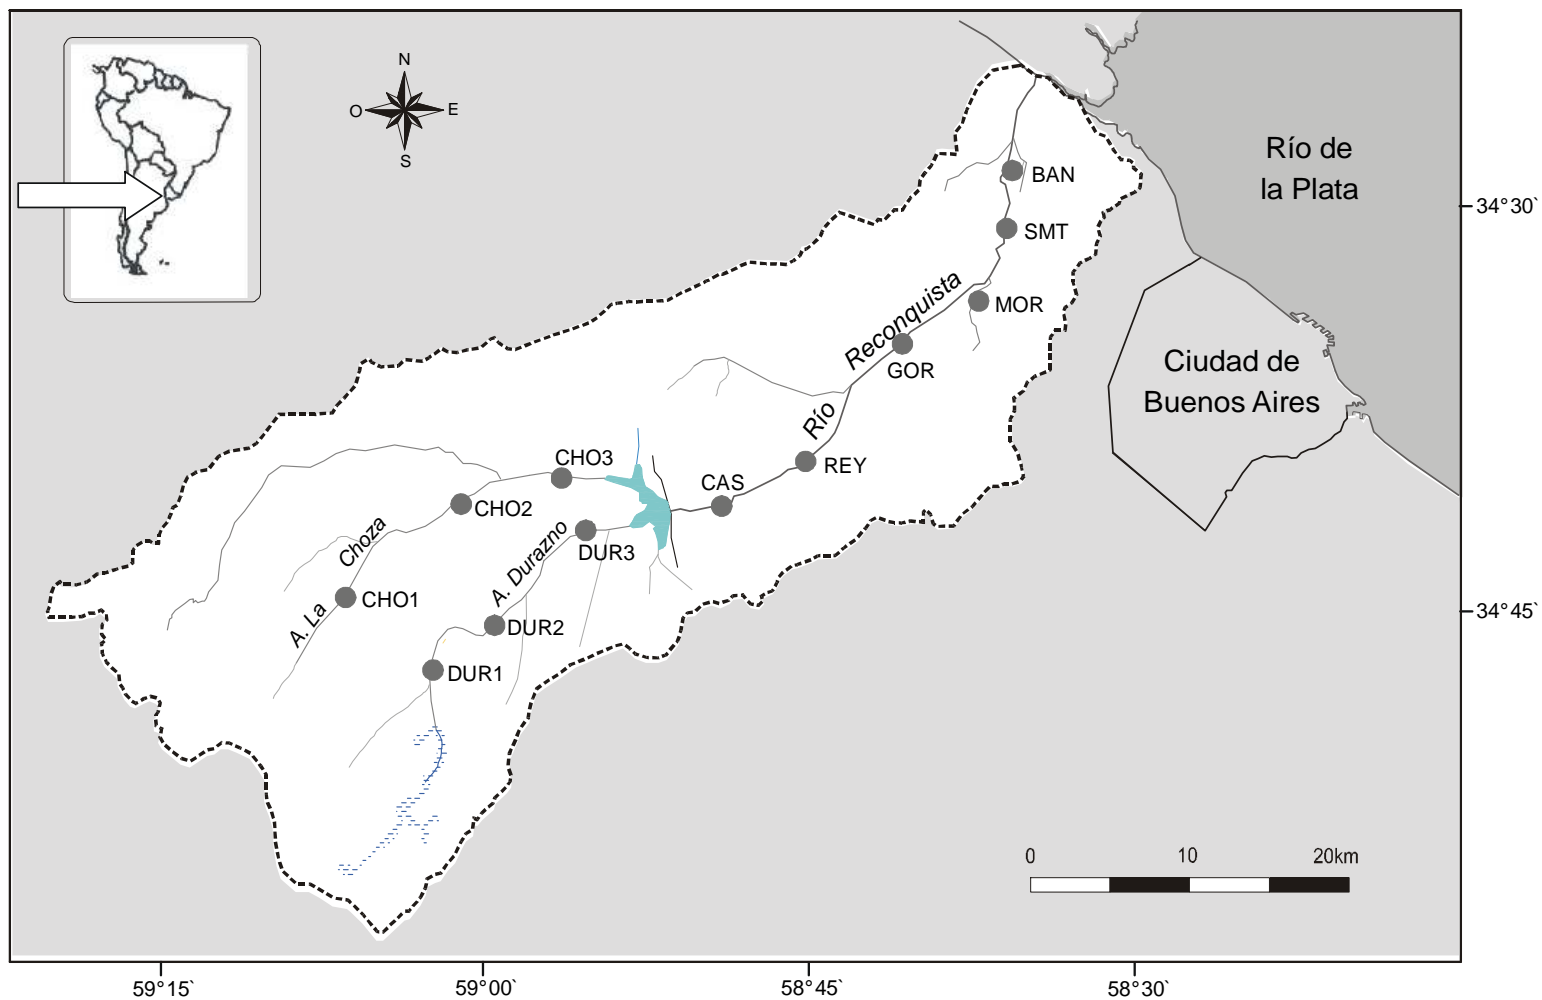 N
O
E
S
Río de
la Plata
BAN
34°30`
SMT
Reconquista
MOR
GOR
Ciudad de
Buenos Aires
Río
CHO3
REY
CAS
CHO2
Choza
A. Durazno
DUR3
A. La
CHO1
34°45`
DUR2
DUR1
0
10
20km
59°15`
59°00`
58°45`
58°30`